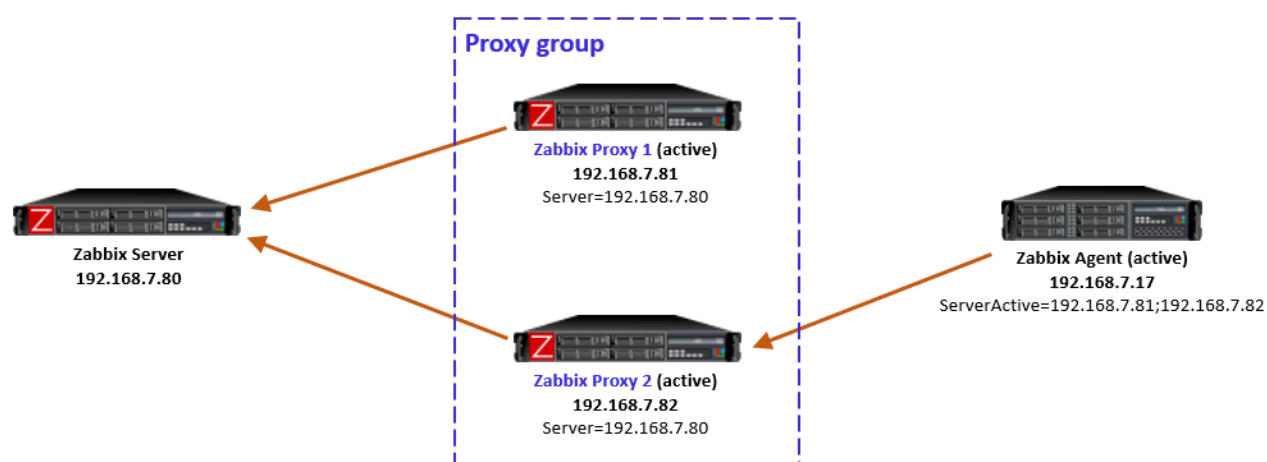 Proxy group
Z
Zabbix Proxy 1 (active)
192.168.7.81
Server=192.168.7.80
Z
Zabbix Server
192.168.7.80
Zabbix Agent (active)
192.168.7.17
ServerActive=192.168.7.81;192.168.7.82
Z
Zabbix Proxy 2 (active)
192.168.7.82
Server=192.168.7.80